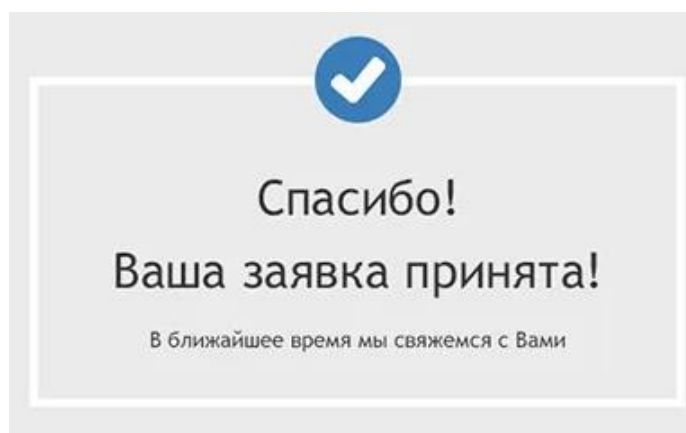 Спасибо!
Ваша заявка принята!
В ближайшее время мы свяжемся с Вами